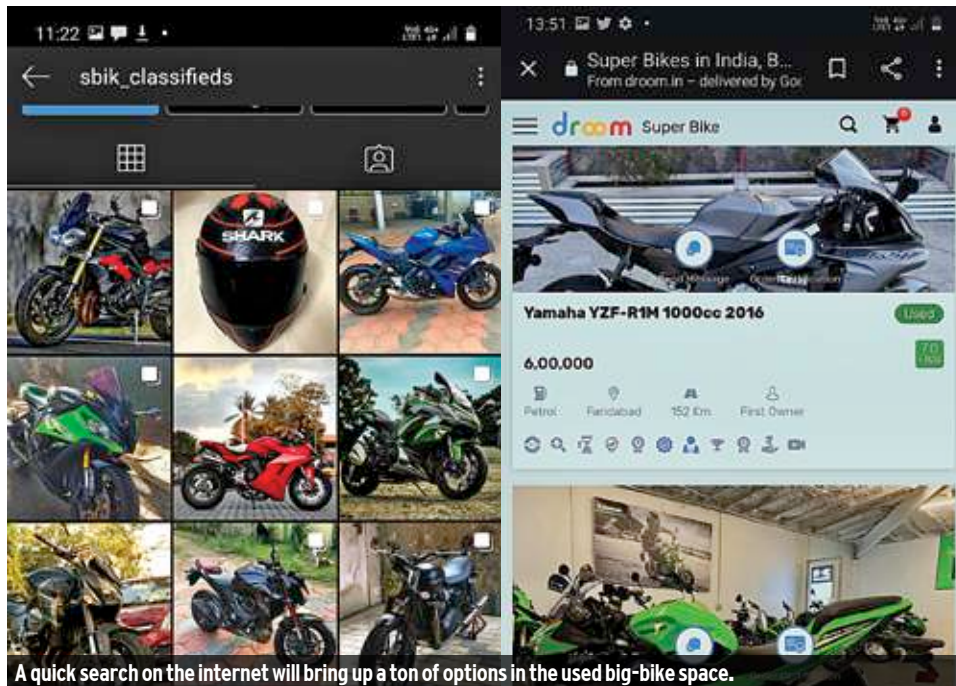 11:22
sbik_classifieds
SHARK
13:51
Super Bikes in India, B...
From droom.in – delivered by Goo
droom Super Bike
Yamaha YZF-R1M 1000cc 2016
Used
6,00,000
Petrol Faridabad 152 Km First Owner
A quick search on the internet will bring up a ton of options in the used big-bike space.